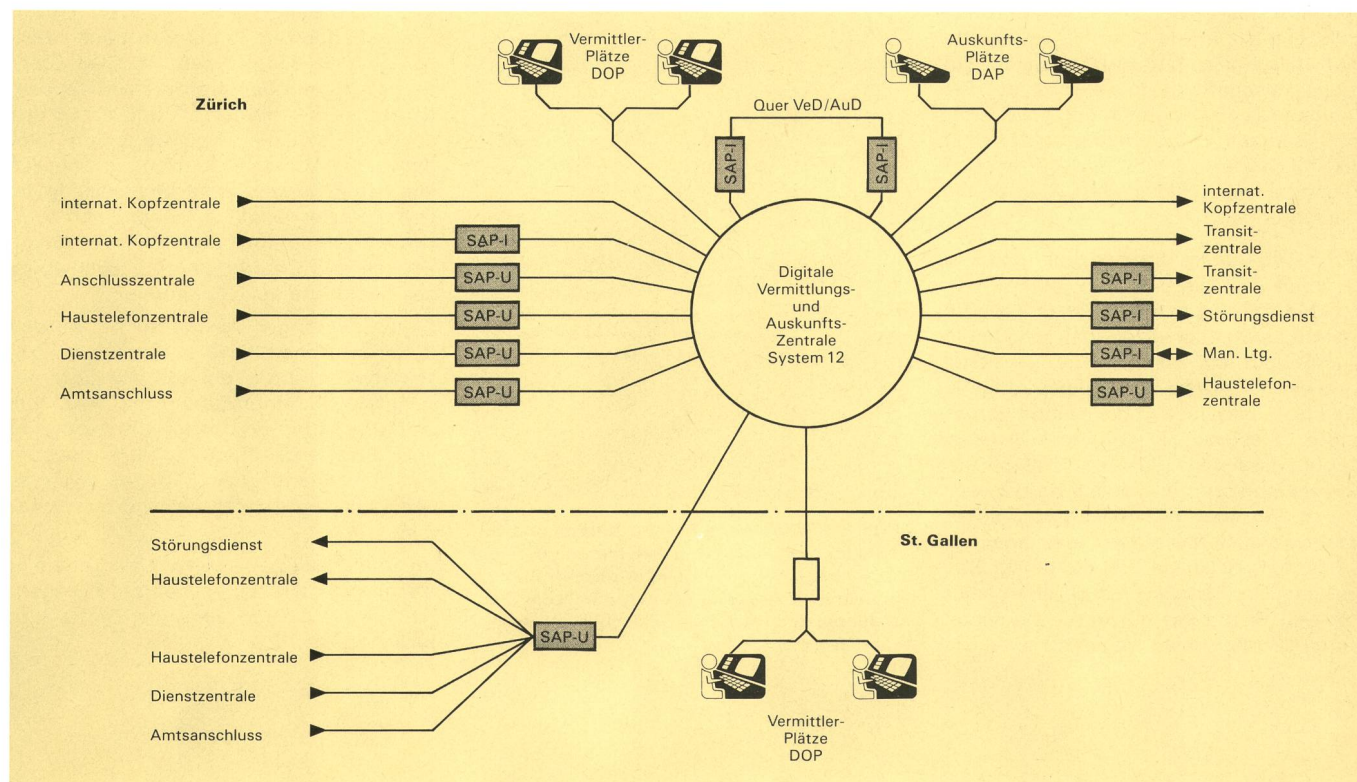 Vermittler-
Plätze
DOP
Auskunfts-
Plätze
DAP
Zürich
Quer VeD/AuD
SAP-I
SAP-I
internat. Kopfzentrale
internat. Kopfzentrale
SAP-I
Anschlusszentrale
SAP-U
Haustelefonzentrale
SAP-U
Dienstzentrale
SAP-U
Amtsanschluss
SAP-U
Digitale
Vermittlungs-
und
Auskunfts-
Zentrale
System 12
internat.
Kopfzentrale
Transit-
zentrale
SAP-I
Transit-
zentrale
SAP-I
Störungsdienst
SAP-I
Man. Ltg.
SAP-U
Haustelefon-
zentrale
St. Gallen
Störungsdienst
Haustelefonzentrale
SAP-U
Haustelefonzentrale
Dienstzentrale
Amtsanschluss
Vermittler-
Plätze
DOP